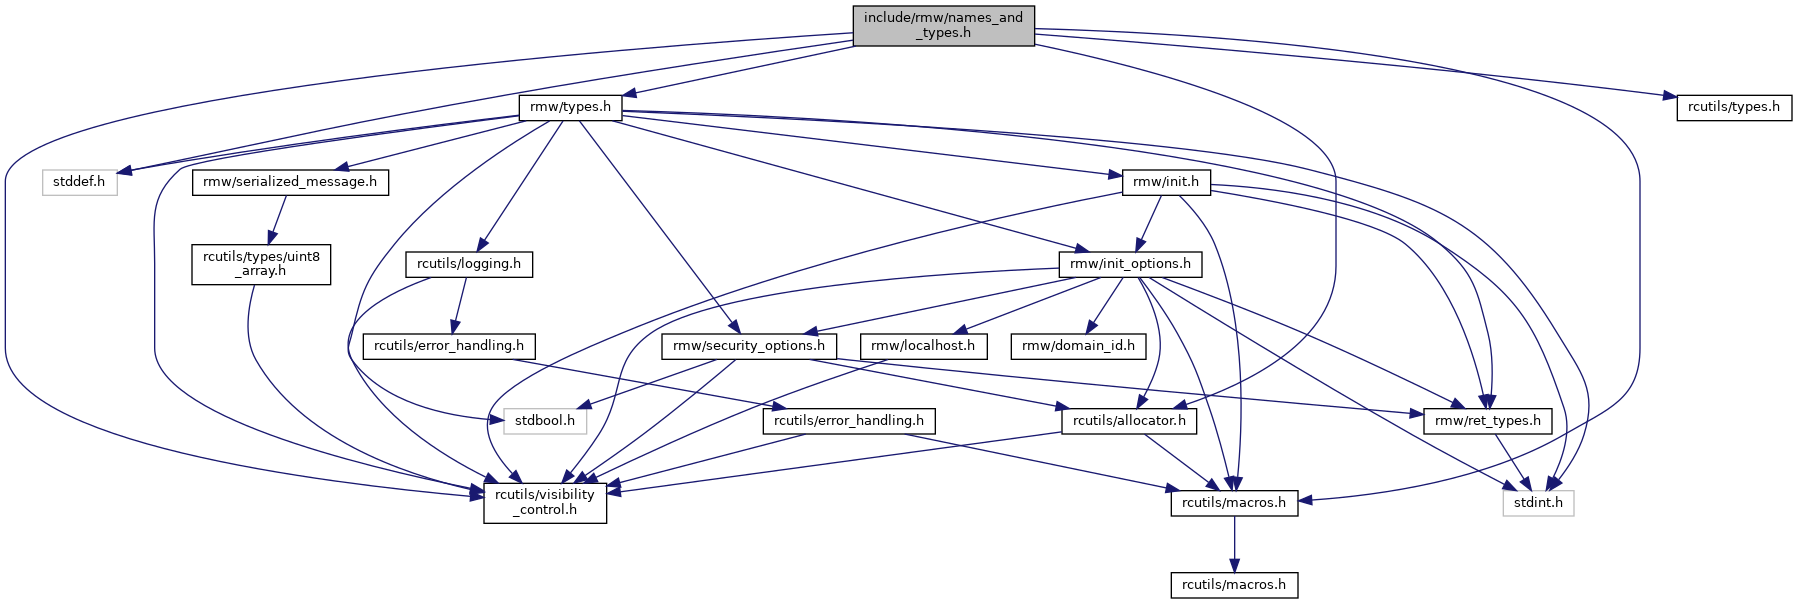 include/rmw/names_and
_types.h
rmw/types.h
rcutils/types.h
stddef.h
rmw/serialized_message.h
rmw/init.h
rcutils/types/uint8
_array.h
rcutils/logging.h
rmw/init_options.h
rcutils/error_handling.h
rmw/security_options.h
rmw/localhost.h
rmw/domain_id.h
stdbool.h
rcutils/error_handling.h
rcutils/allocator.h
rmw/ret_types.h
rcutils/visibility
_control.h
rcutils/macros.h
stdint.h
rcutils/macros.h